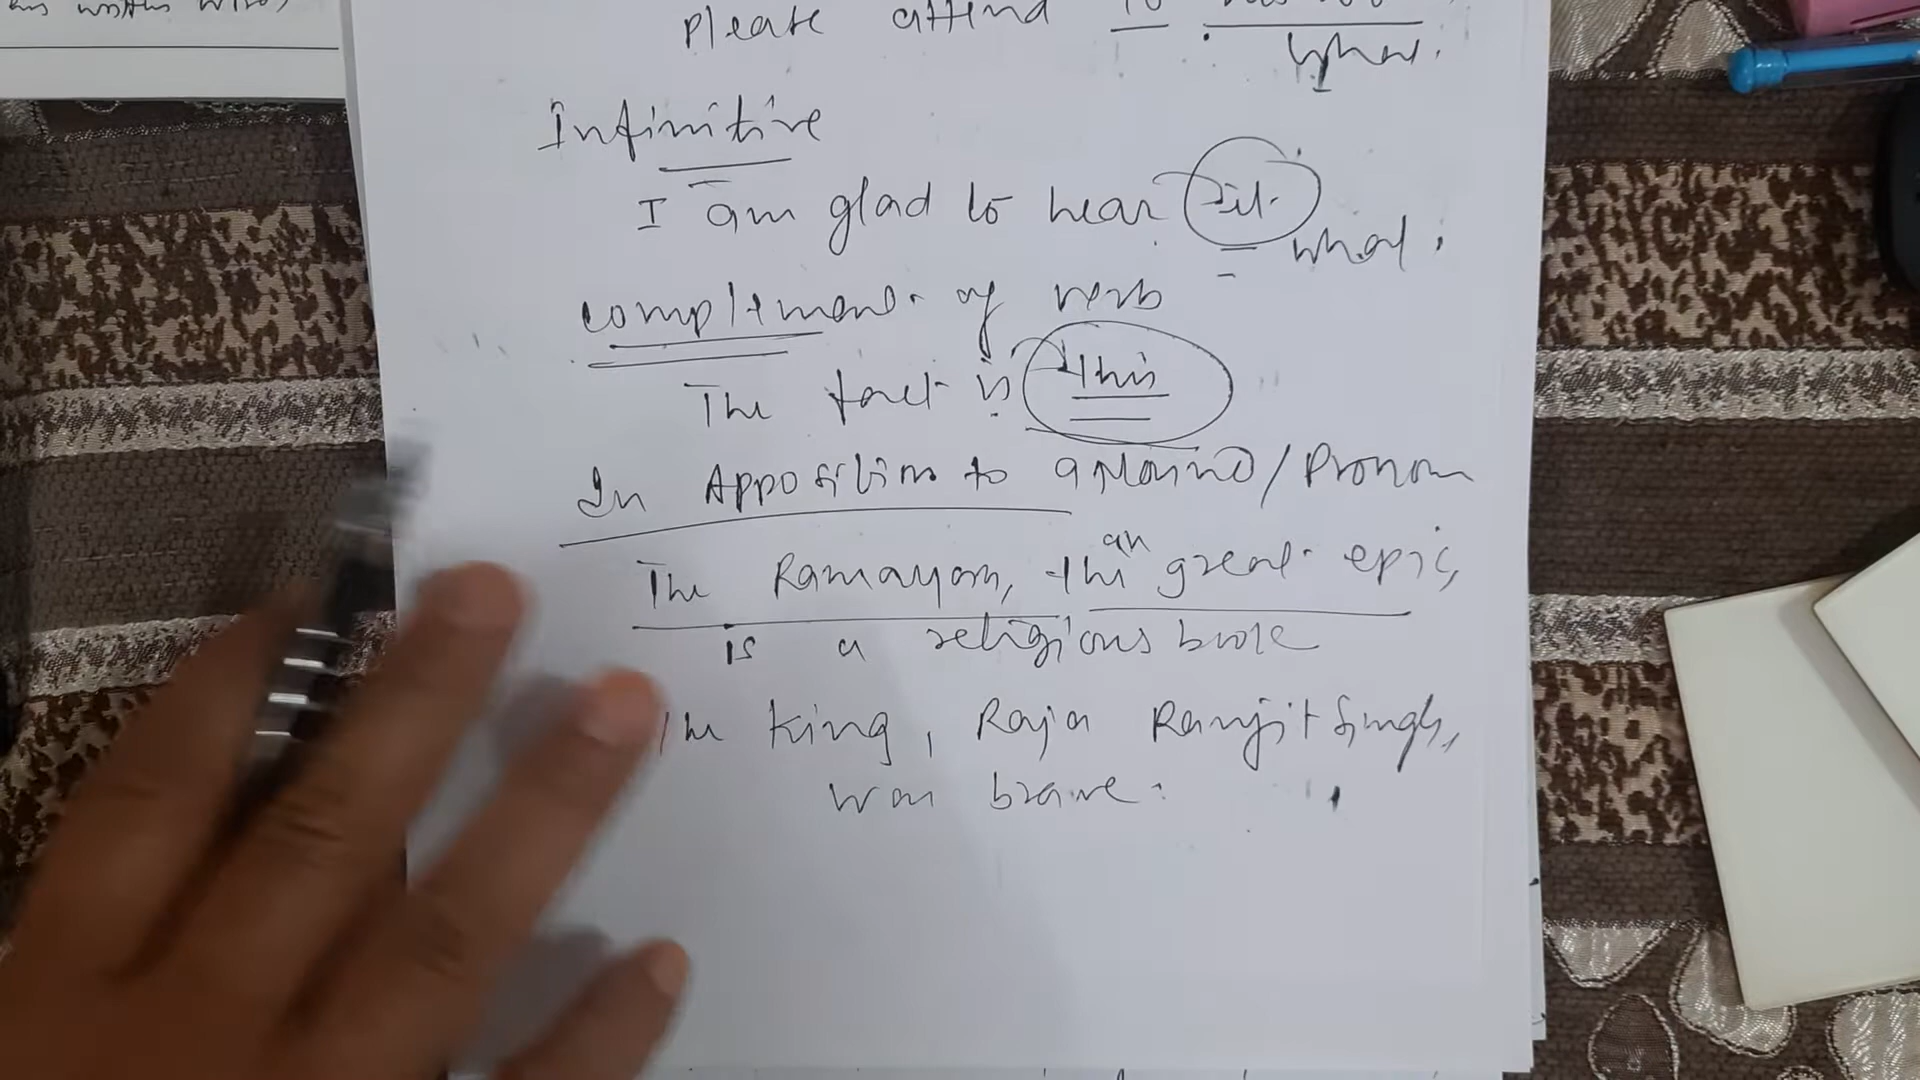 Please attend to
what.
Infinitive
I am glad to hear it.
what.
complement of verb
The fact is this
In Apposition to a Noun/Pronoun
an
The Ramayan, the great epic,
is a religious book
The King, Raja Ranjit Singh,
was brave.